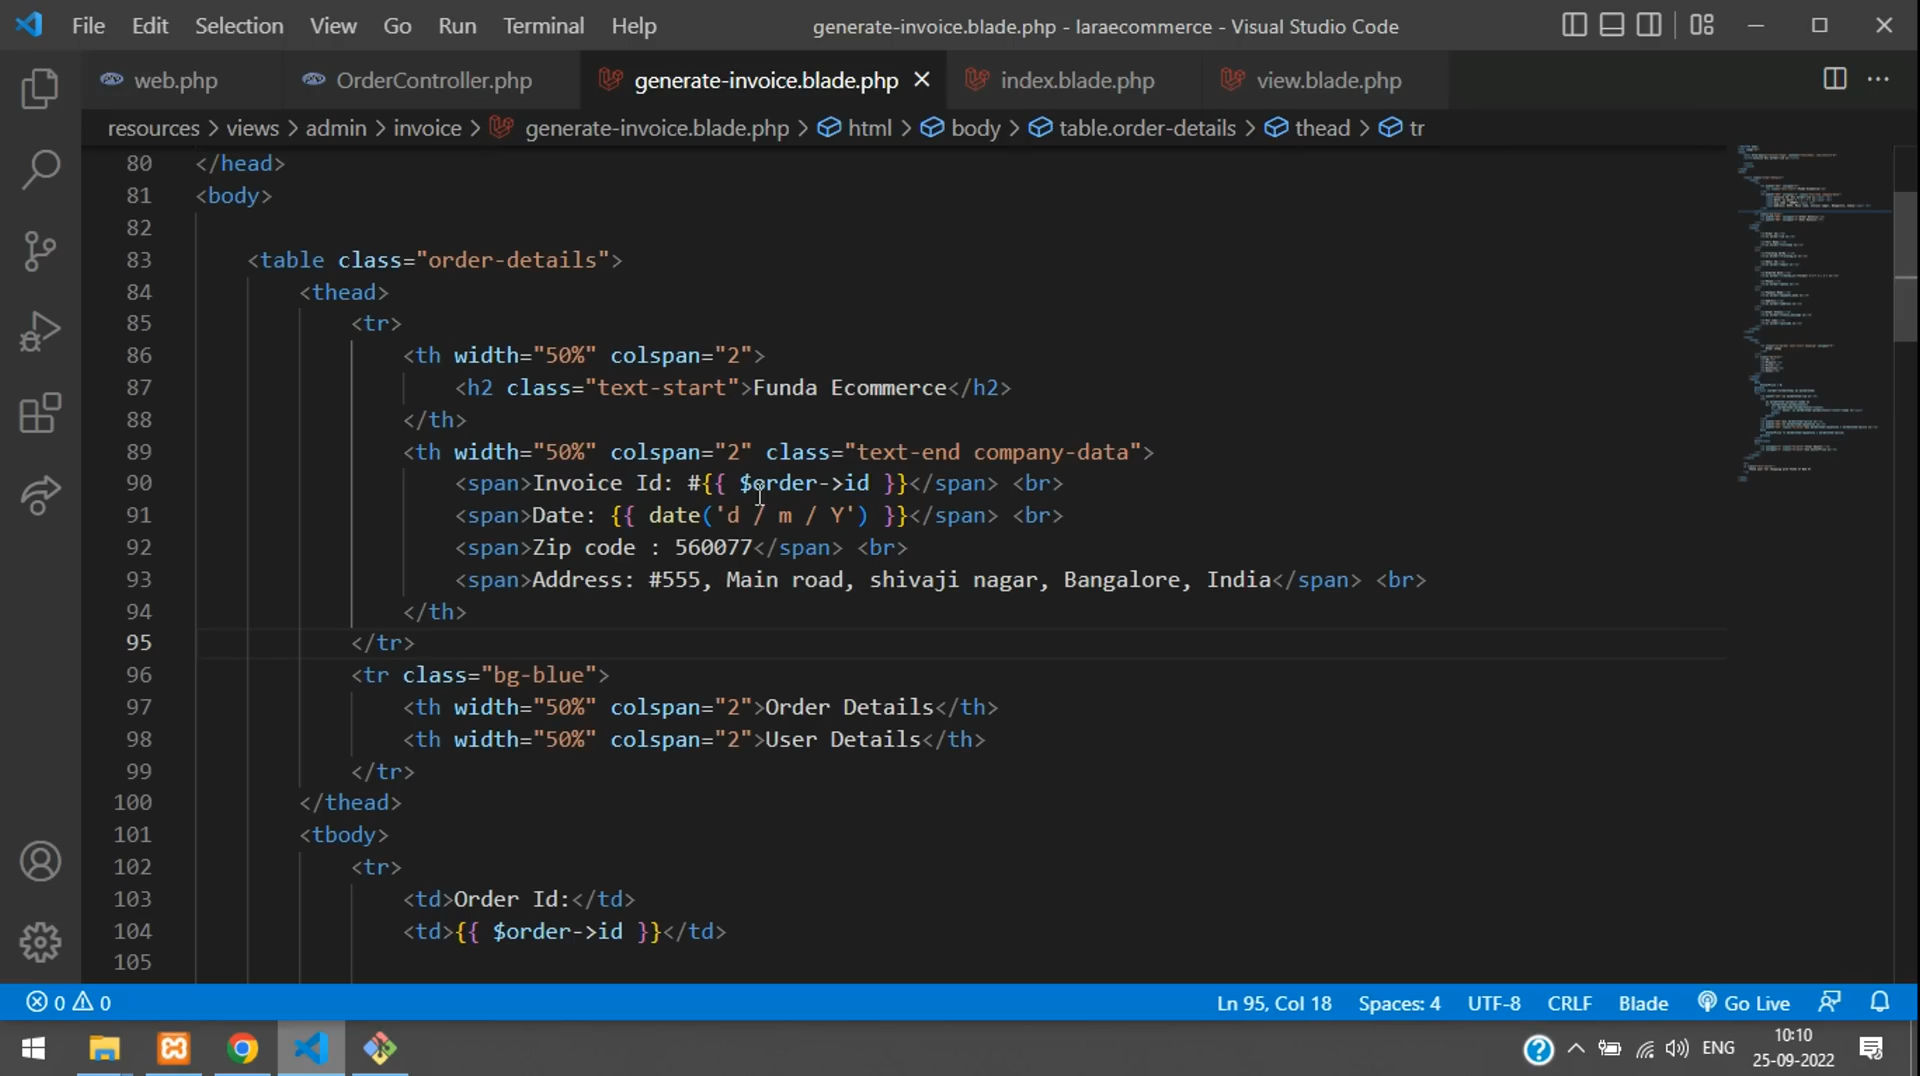 File Edit Selection View Go Run Terminal Help generate-invoice.blade.php - laraecommerce - Visual Studio Code
web.php OrderController.php generate-invoice.blade.php index.blade.php view.blade.php
resources > views > admin > invoice > generate-invoice.blade.php > html > body > table.order-details > thead > tr
80 </head>
81 <body>
82
83 <table class="order-details">
84 <thead>
85 <tr>
86 <th width="50%" colspan="2">
87 <h2 class="text-start">Funda Ecommerce</h2>
88 </th>
89 <th width="50%" colspan="2" class="text-end company-data">
90 <span>Invoice Id: #{{ $order->id }}</span> <br>
91 <span>Date: {{ date('d / m / Y') }}</span> <br>
92 <span>Zip code : 560077</span> <br>
93 <span>Address: #555, Main road, shivaji nagar, Bangalore, India</span> <br>
94 </th>
95 </tr>
96 <tr class="bg-blue">
97 <th width="50%" colspan="2">Order Details</th>
98 <th width="50%" colspan="2">User Details</th>
99 </tr>
100 </thead>
101 <tbody>
102 <tr>
103 <td>Order Id:</td>
104 <td>{{ $order->id }}</td>
105
0 0 Ln 95, Col 18 Spaces: 4 UTF-8 CRLF Blade Go Live
ENG 10:10
25-09-2022